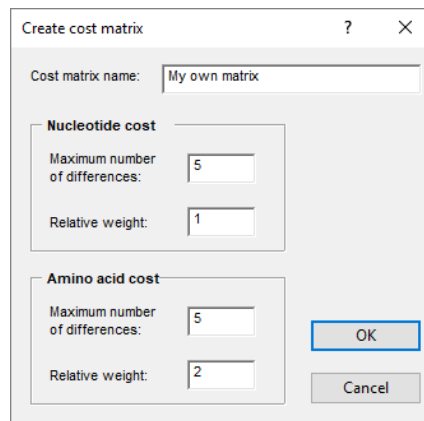 Create cost matrix ? ×
Cost matrix name: My own matrix
Nucleotide cost
Maximum number
of differences: 5
Relative weight: 1
Amino acid cost
Maximum number
of differences: 5
Relative weight: 2
OK
Cancel